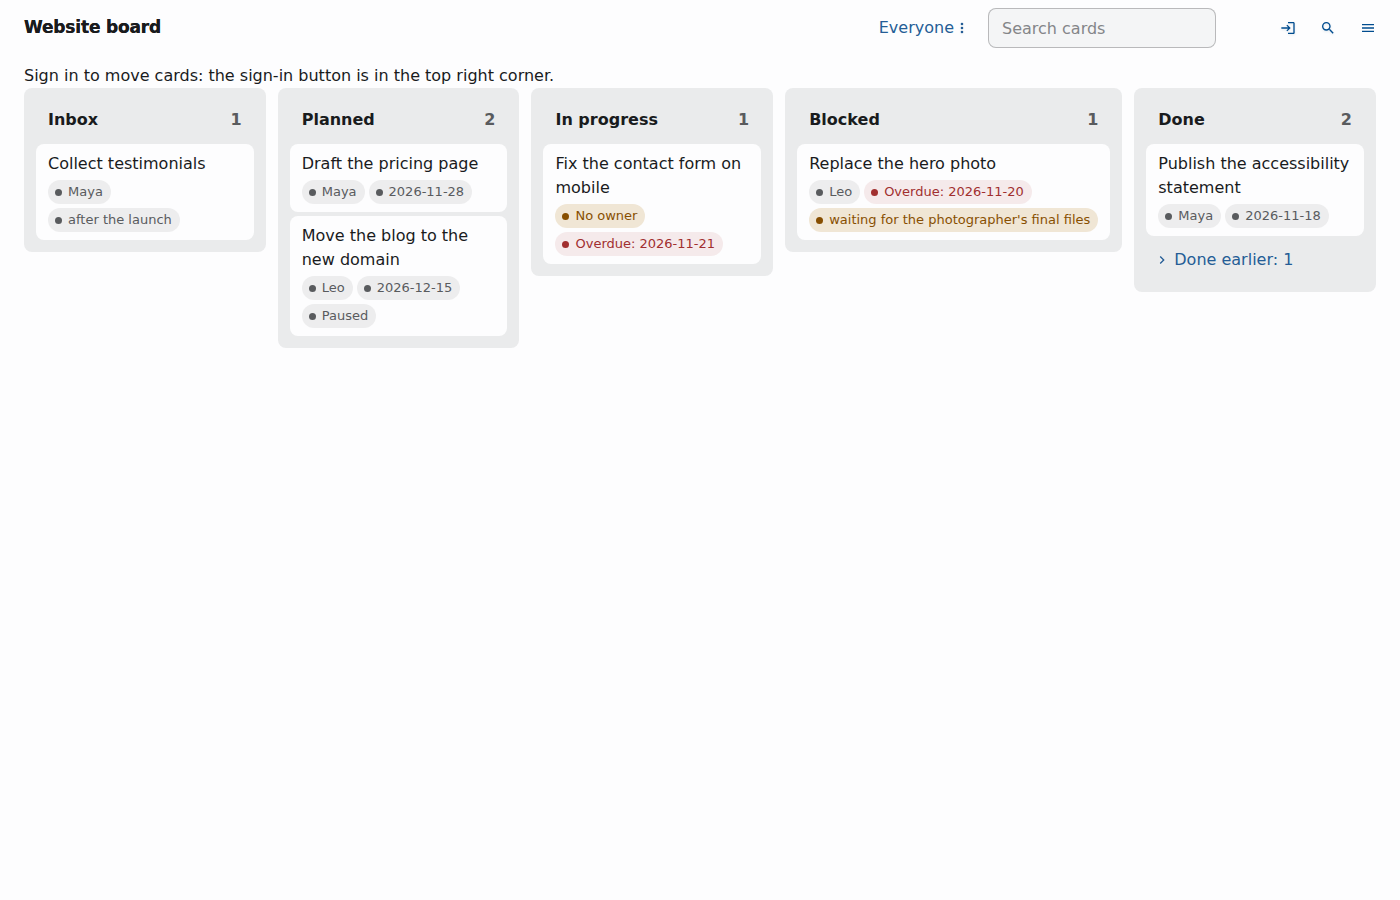 Website board
Everyone
Search cards
Sign in to move cards: the sign-in button is in the top right corner.
Inbox 1
Collect testimonials
Maya
after the launch
Planned 2
Draft the pricing page
Maya 2026-11-28
Move the blog to the
new domain
Leo 2026-12-15
Paused
In progress 1
Fix the contact form on
mobile
No owner
Overdue: 2026-11-21
Blocked 1
Replace the hero photo
Leo Overdue: 2026-11-20
waiting for the photographer's final files
Done 2
Publish the accessibility
statement
Maya 2026-11-18
Done earlier: 1